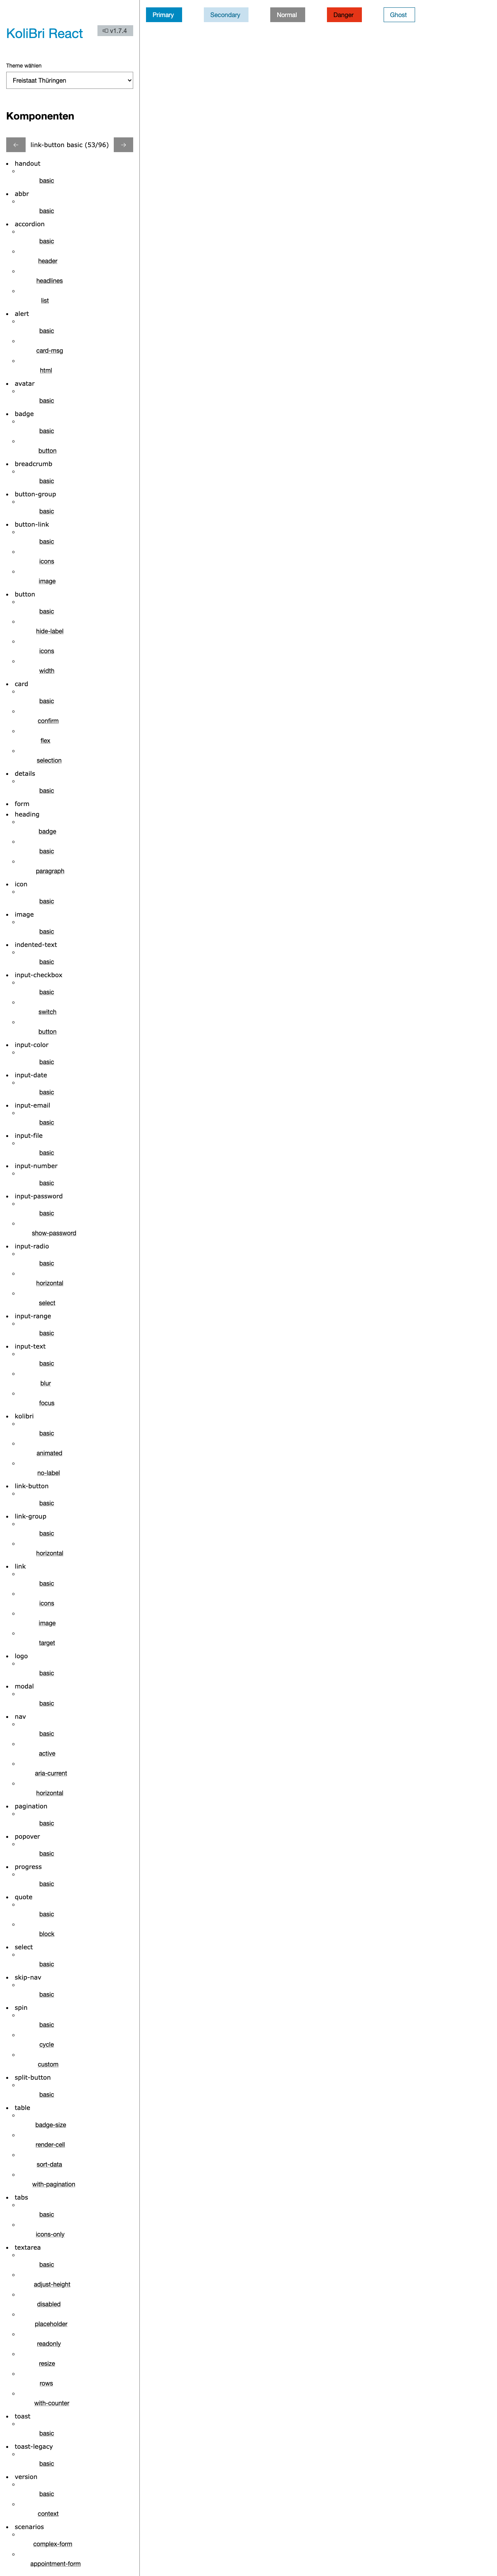 KoliBri React
v1.7.4
Theme wählen
Freistaat Thüringen
Komponenten
link-button basic (53/96)
handout
basic
abbr
basic
accordion
basic
header
headlines
list
alert
basic
card-msg
html
avatar
basic
badge
basic
button
breadcrumb
basic
button-group
basic
button-link
basic
icons
image
button
basic
hide-label
icons
width
card
basic
confirm
flex
selection
details
basic
form
heading
badge
basic
paragraph
icon
basic
image
basic
indented-text
basic
input-checkbox
basic
switch
button
input-color
basic
input-date
basic
input-email
basic
input-file
basic
input-number
basic
input-password
basic
show-password
input-radio
basic
horizontal
select
input-range
basic
input-text
basic
blur
focus
kolibri
basic
animated
no-label
link-button
basic
link-group
basic
horizontal
link
basic
icons
image
target
logo
basic
modal
basic
nav
basic
active
aria-current
horizontal
pagination
basic
popover
basic
progress
basic
quote
basic
block
select
basic
skip-nav
basic
spin
basic
cycle
custom
split-button
basic
table
badge-size
render-cell
sort-data
with-pagination
tabs
basic
icons-only
textarea
basic
adjust-height
disabled
placeholder
readonly
resize
rows
with-counter
toast
basic
toast-legacy
basic
version
basic
context
scenarios
complex-form
appointment-form
Primary
Secondary
Normal
Danger
Ghost